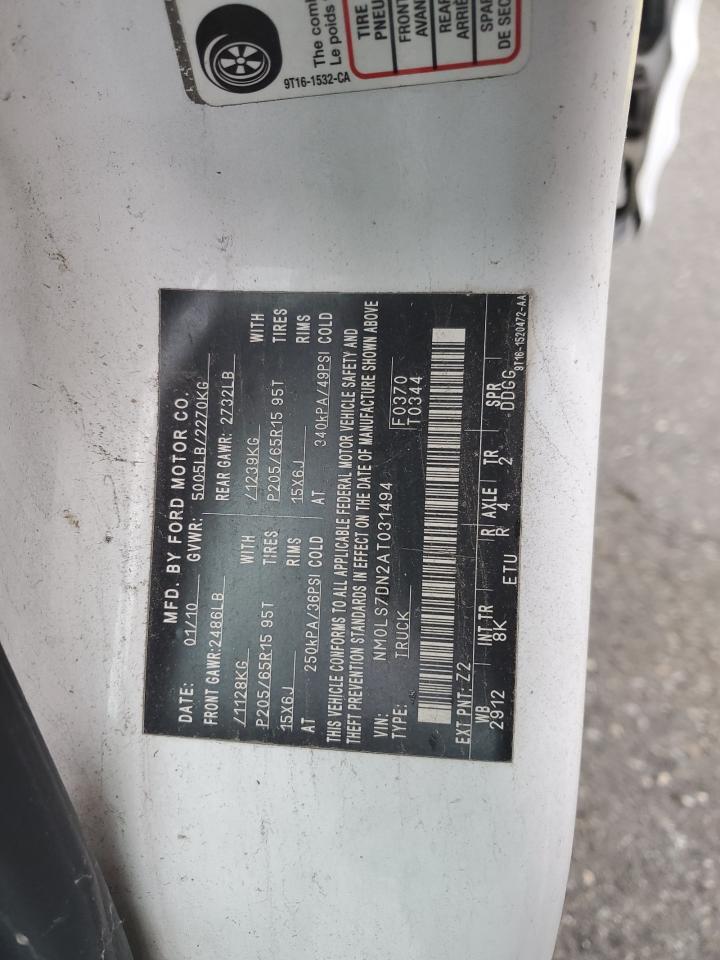 The com
Le poids
9T16-1532-CA
TIRE
PNEU
FRONT
AVAN
REAR
ARRIÈ
SPAR
DE SEC
MFD. BY FORD MOTOR CO.
DATE: 01/10 GVWR: 5005LB/2270KG
FRONT GAWR:2486LB REAR GAWR: 2732LB
/1128KG WITH /1239KG WITH
P205/65R15 95T TIRES P205/65R15 95T TIRES
15X6.J RIMS 15X6.J RIMS
AT 250kPA/36PSI COLD AT 340kPA/49PSI COLD
THIS VEHICLE CONFORMS TO ALL APPLICABLE FEDERAL MOTOR VEHICLE SAFETY AND
THEFT PREVENTION STANDARDS IN EFFECT ON THE DATE OF MANUFACTURE SHOWN ABOVE
VIN: NM0LS7DN2AT031494 F0370
TYPE: TRUCK T0344
EXT PNT: Z2
WB INT TR R AXLE TR SPR
2912 8K R 4 2 DDGG
ETU
9T16-1520472-AA